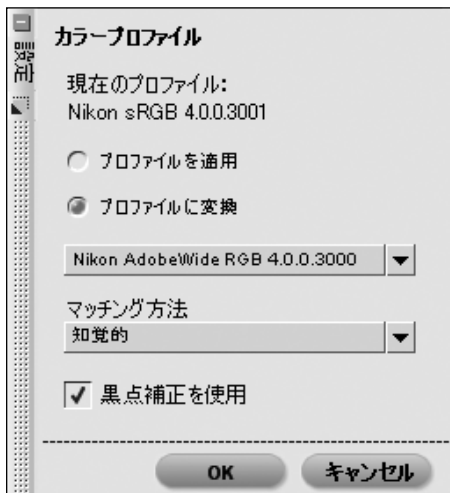 設定
カラープロファイル
現在のプロファイル:
Nikon sRGB 4.0.0.3001
プロファイルを適用
プロファイルに変換
Nikon AdobeWide RGB 4.0.0.3000
マッチング方法
知覚的
黒点補正を使用
OK
キャンセル